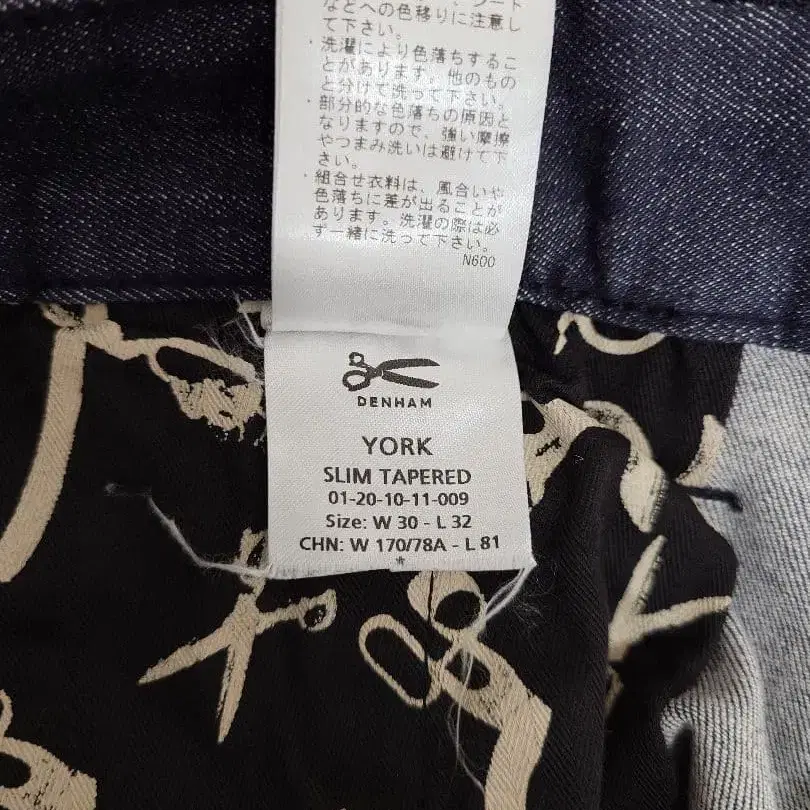 などへの色移りに注意し
て下さい。
・洗濯により色落ちするこ
とがあります。他のもの
と分けて洗って下さい。
・部分的な色落ちの原因と
なりますので、強い摩擦
やつまみ洗いは避けて下
さい。
・組合せ衣料は、風合いや
色落ちに差が出ることが
あります。洗濯の際は必
ず一緒に洗って下さい。
N600
DENHAM
YORK
SLIM TAPERED
01-20-10-11-009
Size: W 30 - L 32
CHN: W 170/78A - L 81
*